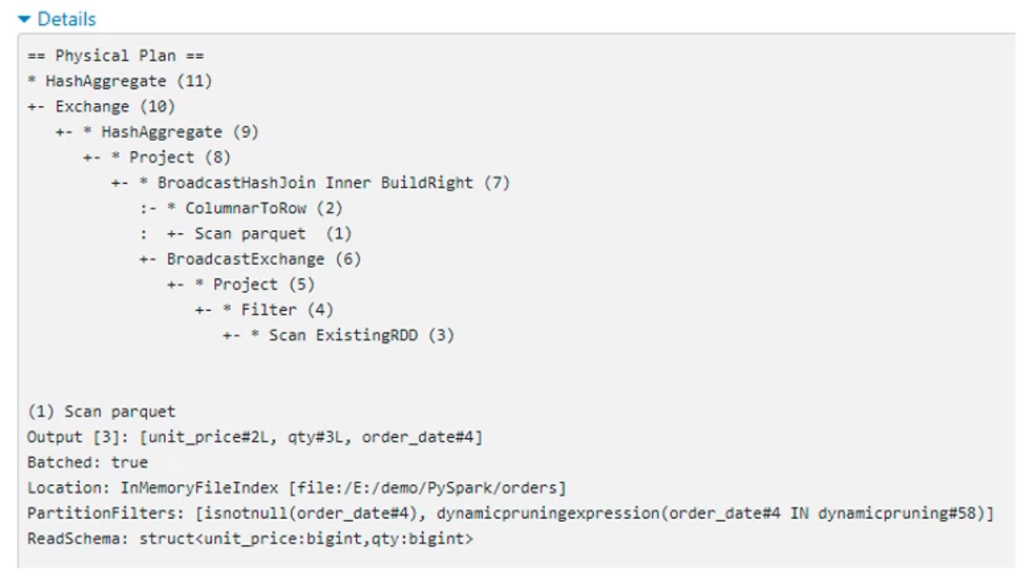 Details
== Physical Plan ==
* HashAggregate (11)
+- Exchange (10)
   +- * HashAggregate (9)
      +- * Project (8)
         +- * BroadcastHashJoin Inner BuildRight (7)
            :- * ColumnarToRow (2)
            :  +- Scan parquet  (1)
            +- BroadcastExchange (6)
               +- * Project (5)
                  +- * Filter (4)
                     +- * Scan ExistingRDD (3)
(1) Scan parquet
Output [3]: [unit_price#2L, qty#3L, order_date#4]
Batched: true
Location: InMemoryFileIndex [file:/E:/demo/PySpark/orders]
PartitionFilters: [isnotnull(order_date#4), dynamicpruningexpression(order_date#4 IN dynamicpruning#58)]
ReadSchema: struct<unit_price:bigint,qty:bigint>